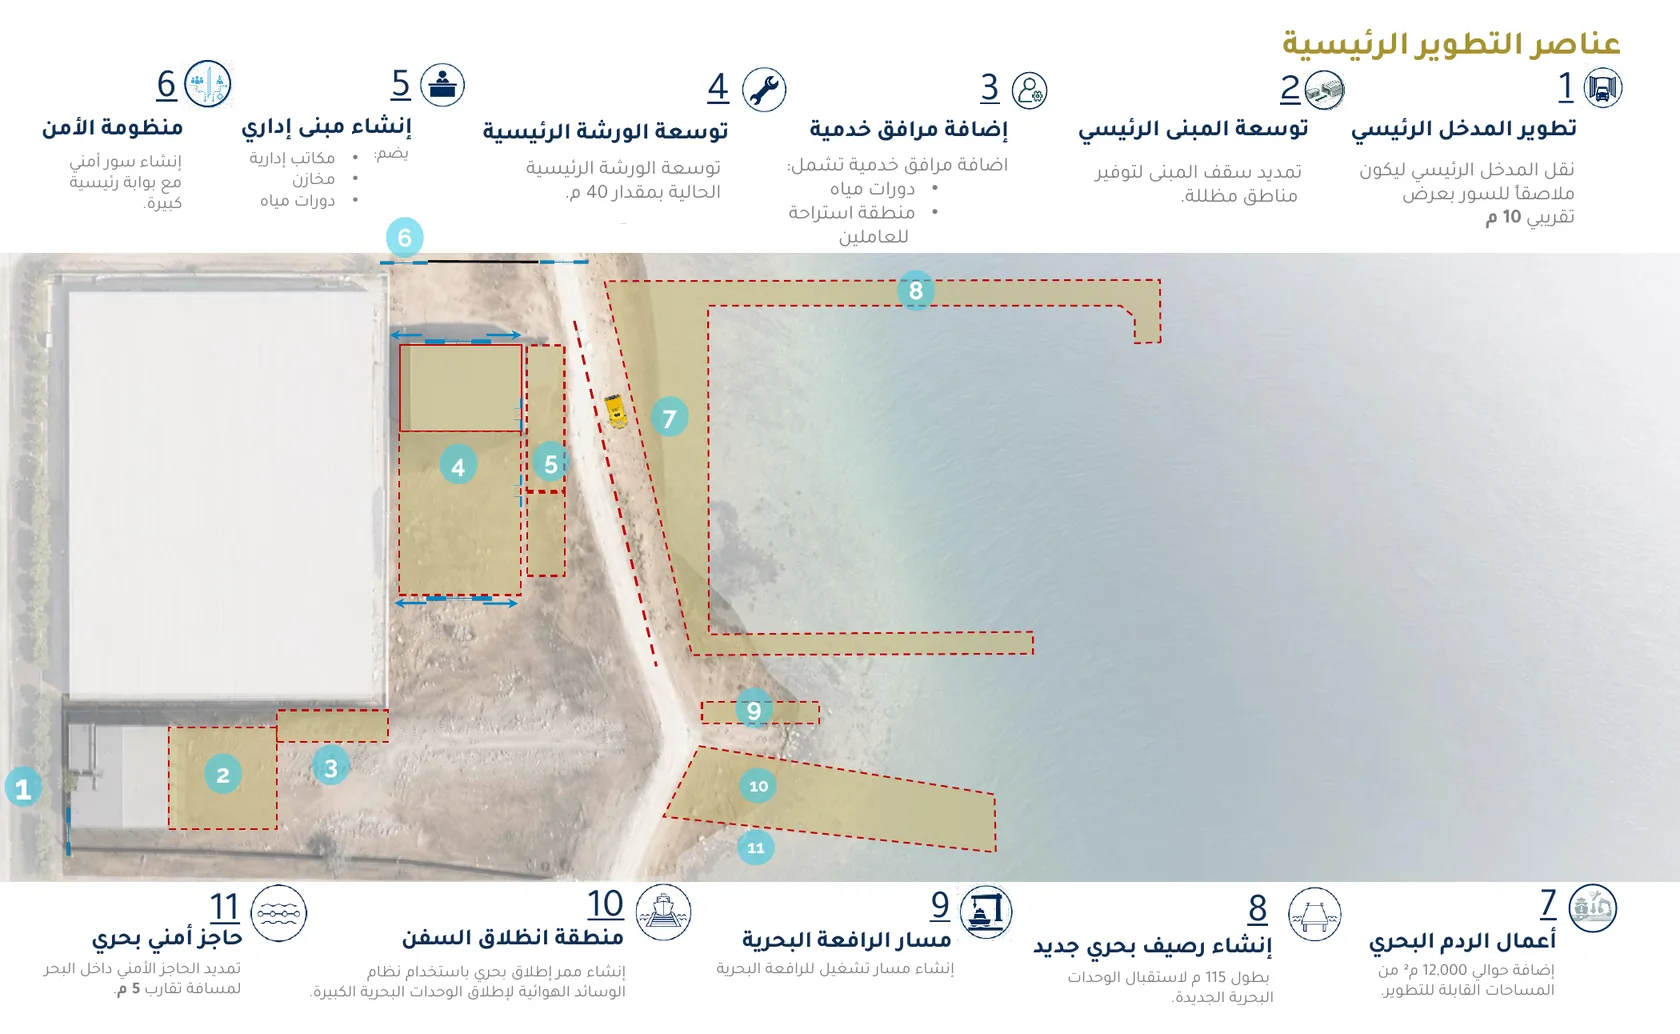 عناصر التطوير الرئيسية
1
تطوير المدخل الرئيسي
نقل المدخل الرئيسي ليكون
ملاصقاً للسور بعرض
تقريبي 10 م
2
توسعة المبنى الرئيسي
تمديد سقف المبنى لتوفير
مناطق مظللة.
3
إضافة مرافق خدمية
اضافة مرافق خدمية تشمل:
• دورات مياه
• منطقة استراحة
للعاملين
4
توسعة الورشة الرئيسية
توسعة الورشة الرئيسية
الحالية بمقدار 40 م.
5
إنشاء مبنى إداري
يضم:
• مكاتب إدارية
• مخازن
• دورات مياه
6
منظومة الأمن
إنشاء سور أمني
مع بوابة رئيسية
كبيرة.
6
8
7
4
5
9
2
3
1
10
11
7
أعمال الردم البحري
إضافة حوالي 12,000 م² من
المساحات القابلة للتطوير.
8
إنشاء رصيف بحري جديد
بطول 115 م لاستقبال الوحدات
البحرية الجديدة.
9
مسار الرافعة البحرية
إنشاء مسار تشغيل للرافعة البحرية
10
منطقة انظلاق السفن
إنشاء ممر إطلاق بحري باستخدام نظام
الوسائد الهوائية لإطلاق الوحدات البحرية الكبيرة.
11
حاجز أمني بحري
تمديد الحاجز الأمني داخل البحر
لمسافة تقارب 5 م.